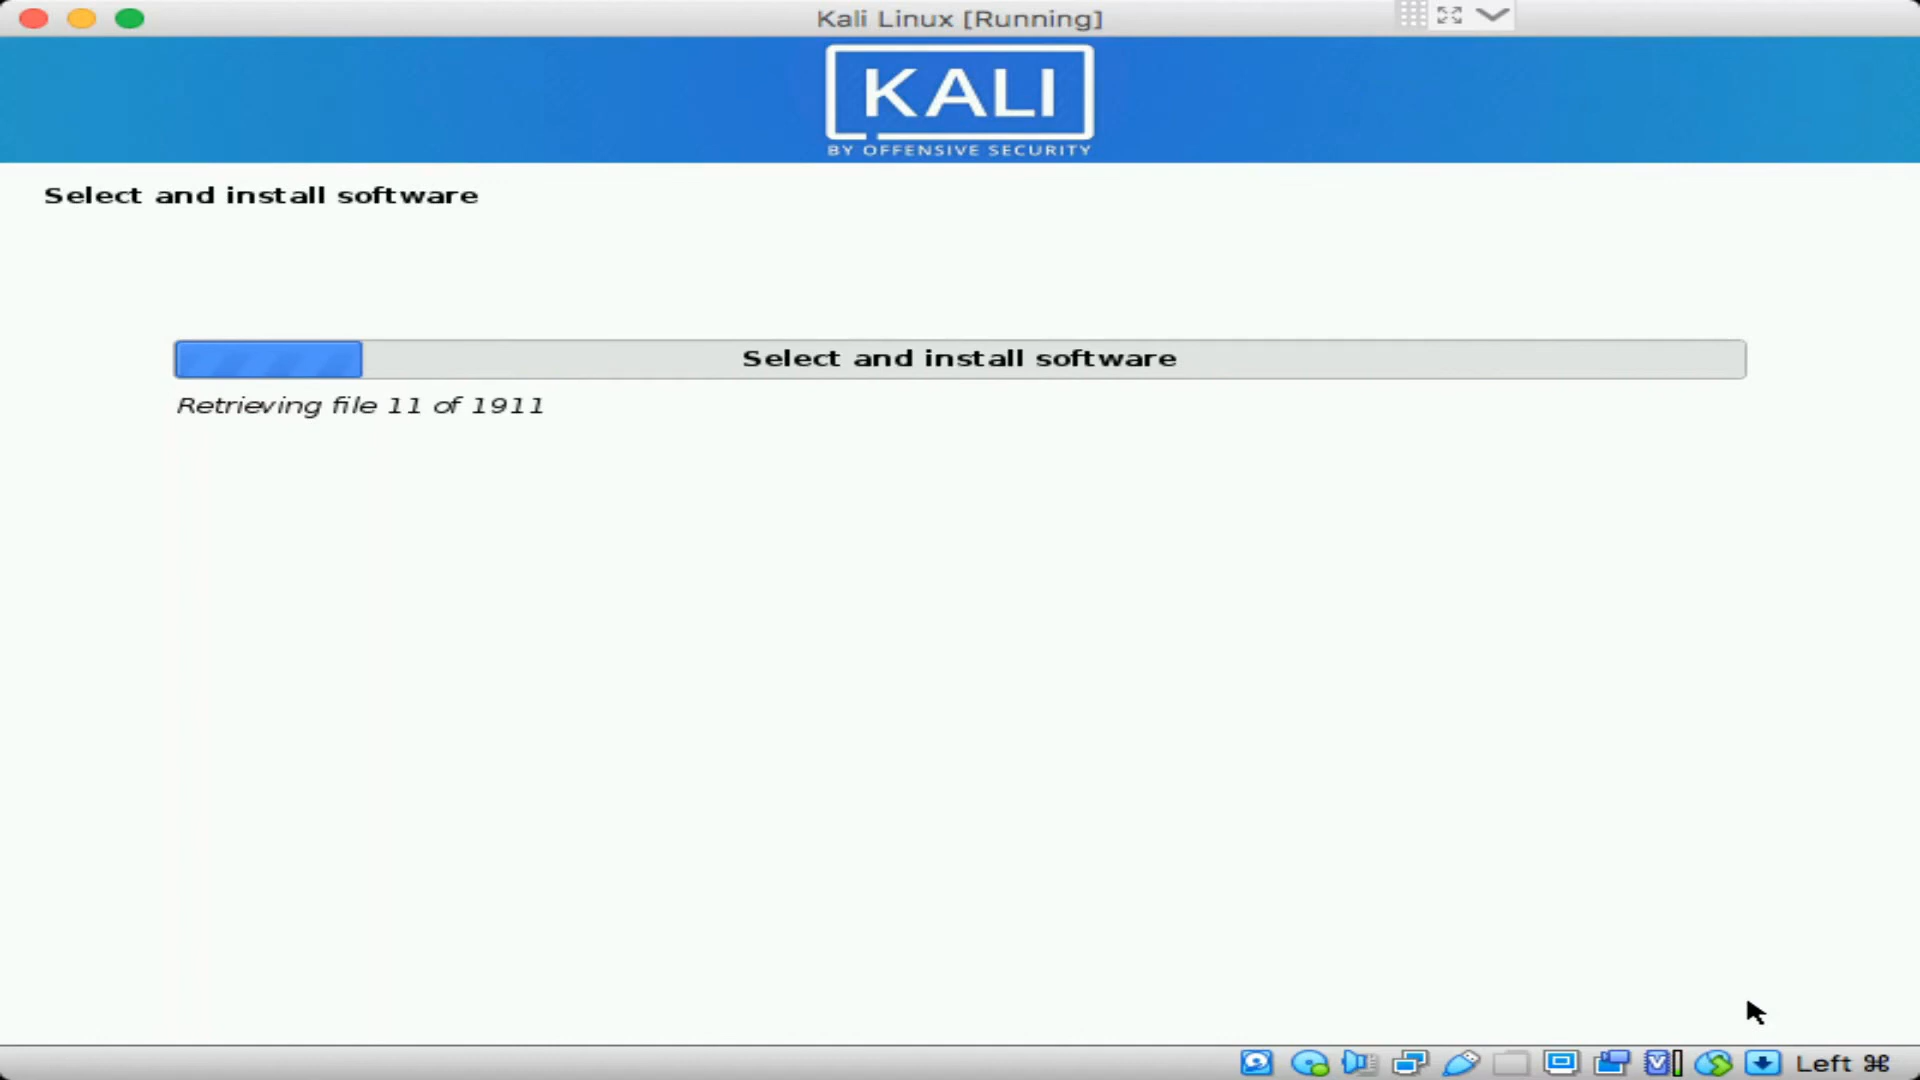 Kali Linux [Running]
KALI
BY OFFENSIVE SECURITY
Select and install software
Select and install software
Retrieving file 11 of 1911
Left ⌘